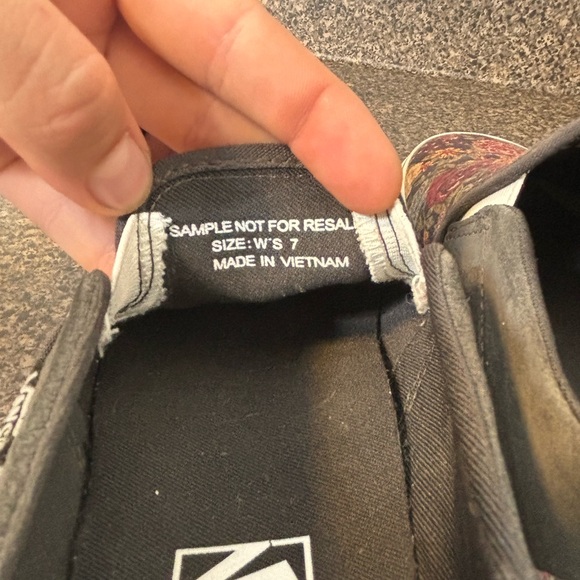 SAMPLE NOT FOR RESAL
SIZE: W'S 7
MADE IN VIETNAM